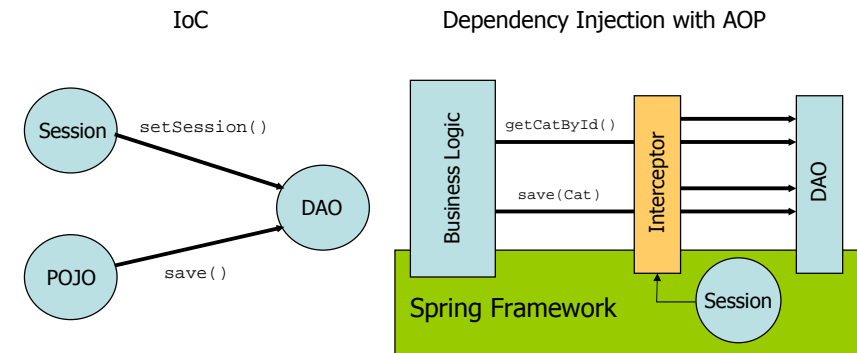 IoC
Dependency Injection with AOP
Session
setSession()
DAO
POJO
save()
Business Logic
getCatById()
save(Cat)
Interceptor
DAO
Spring Framework
Session